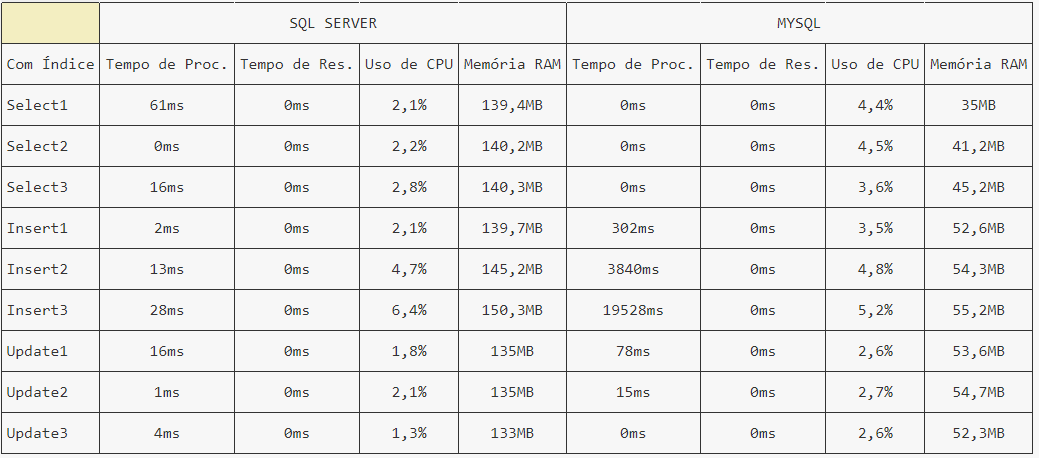 SQL SERVER MYSQL
Com Índice Tempo de Proc. Tempo de Res. Uso de CPU Memória RAM Tempo de Proc. Tempo de Res. Uso de CPU Memória RAM
Select1 61ms 0ms 2,1% 139,4MB 0ms 0ms 4,4% 35MB
Select2 0ms 0ms 2,2% 140,2MB 0ms 0ms 4,5% 41,2MB
Select3 16ms 0ms 2,8% 140,3MB 0ms 0ms 3,6% 45,2MB
Insert1 2ms 0ms 2,1% 139,7MB 302ms 0ms 3,5% 52,6MB
Insert2 13ms 0ms 4,7% 145,2MB 3840ms 0ms 4,8% 54,3MB
Insert3 28ms 0ms 6,4% 150,3MB 19528ms 0ms 5,2% 55,2MB
Update1 16ms 0ms 1,8% 135MB 78ms 0ms 2,6% 53,6MB
Update2 1ms 0ms 2,1% 135MB 15ms 0ms 2,7% 54,7MB
Update3 4ms 0ms 1,3% 133MB 0ms 0ms 2,6% 52,3MB